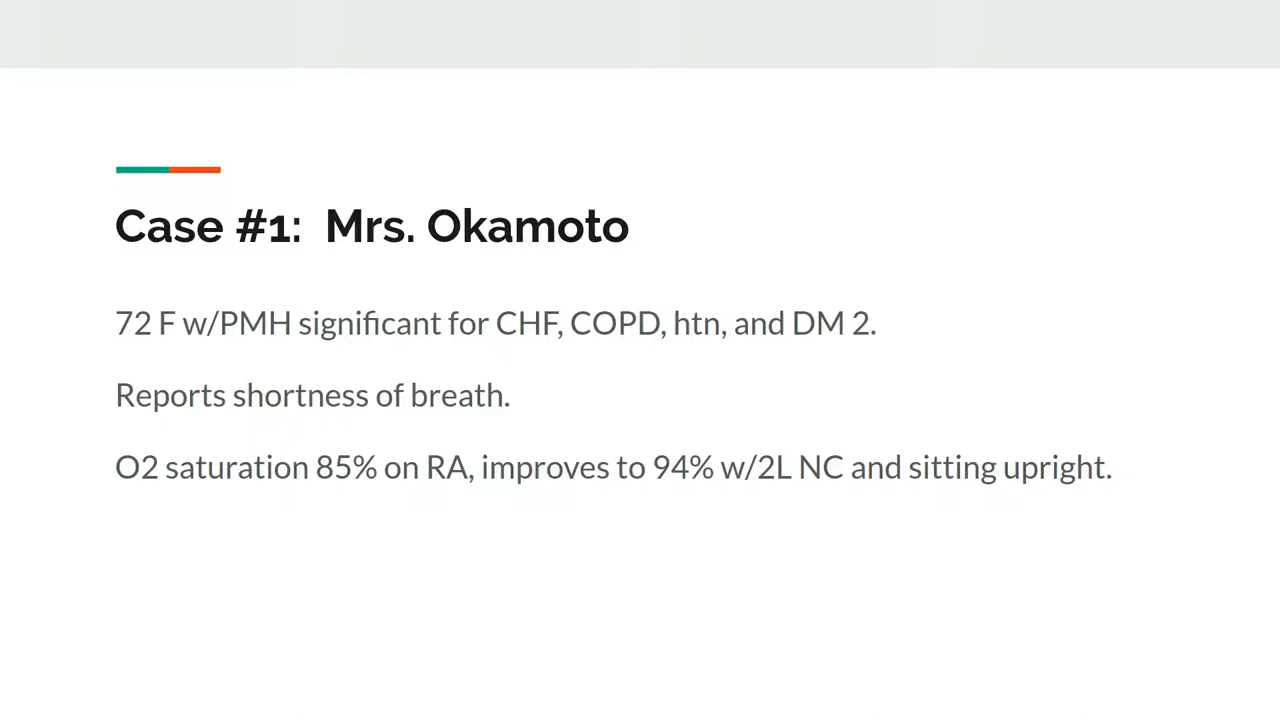 Case #1:  Mrs. Okamoto
72 F w/PMH significant for CHF, COPD, htn, and DM 2.
Reports shortness of breath.
O2 saturation 85% on RA, improves to 94% w/2L NC and sitting upright.